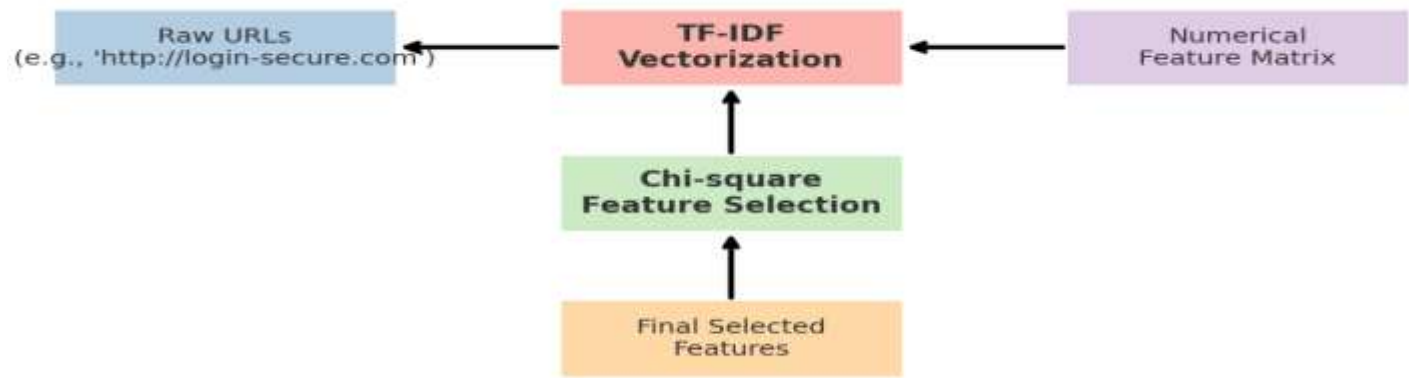 Raw URLs
(e.g., 'http://login-secure.com')
TF-IDF
Vectorization
Numerical
Feature Matrix
Chi-square
Feature Selection
Final Selected
Features